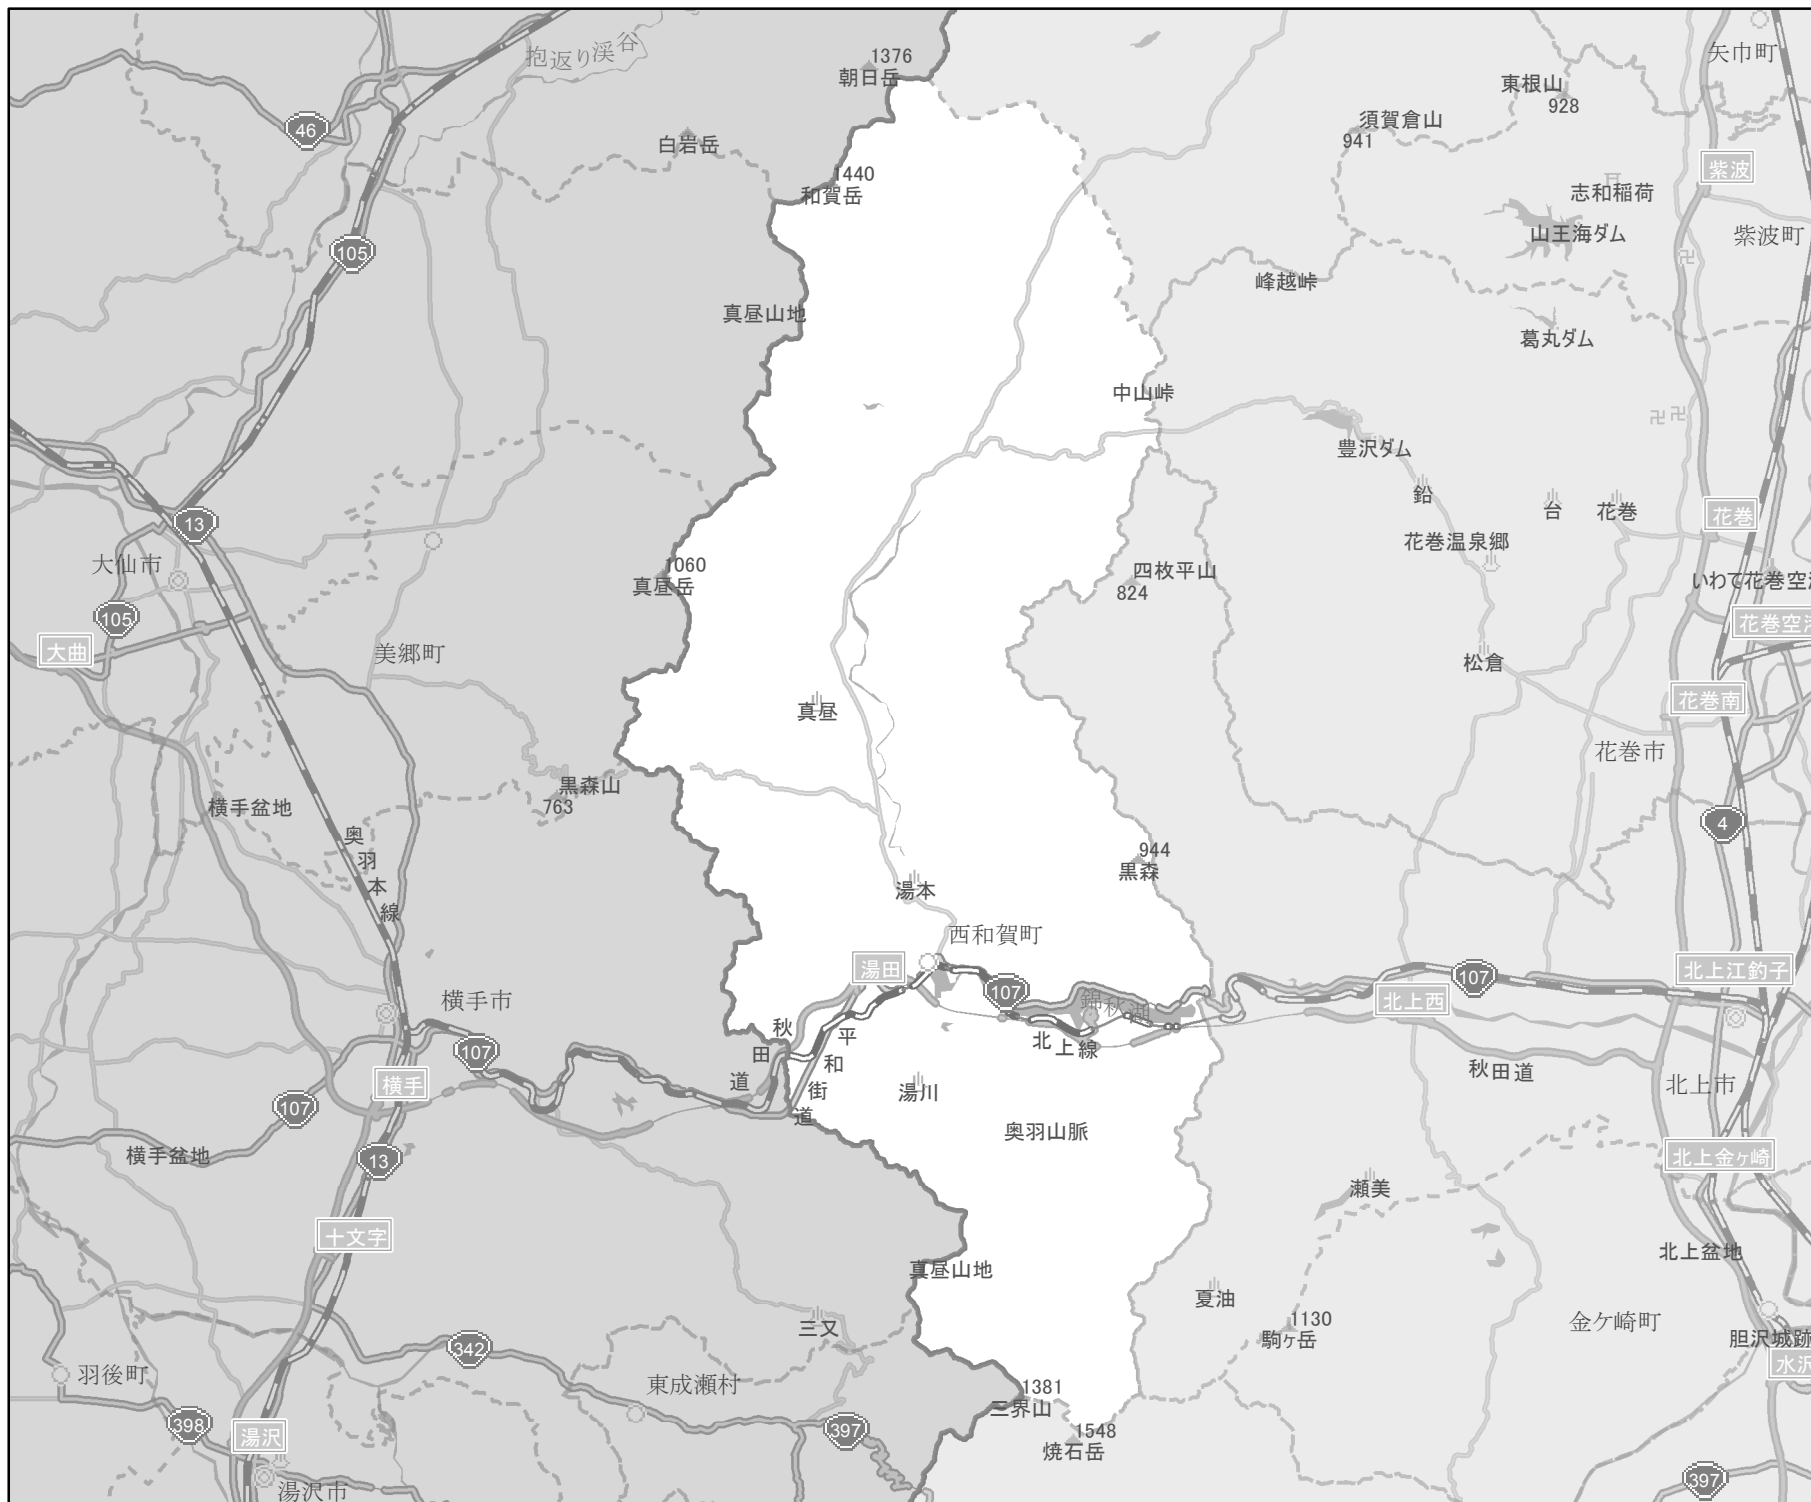 抱返り渓谷
1376
朝日岳
矢巾町
東根山
928
須賀倉山
941
46
白岩岳
紫波
1440
和賀岳
志和稲荷
山王海ダム
紫波町
105
峰越峠
真昼山地
葛丸ダム
中山峠
豊沢ダム
鉛
台
花巻
花巻
13
花巻温泉郷
大仙市
1060
真昼岳
四枚平山
824
いわて花巻空港
105
花巻空港
大曲
美郷町
松倉
花巻南
真昼
花巻市
黒森山
763
横手盆地
4
奥羽本線
944
黒森
湯本
西和賀町
湯田
北上江釣子
107
107
北上西
横手市
錦秋湖
秋田道
平和街道
北上線
107
秋田道
横手
湯川
北上市
107
奥羽山脈
横手盆地
13
北上金ヶ崎
瀬美
十文字
北上盆地
真昼山地
夏油
1130
駒ヶ岳
金ケ崎町
三又
胆沢城跡
342
水沢
羽後町
東成瀬村
1381
三界山
398
397
1548
焼石岳
湯沢
湯沢市
397